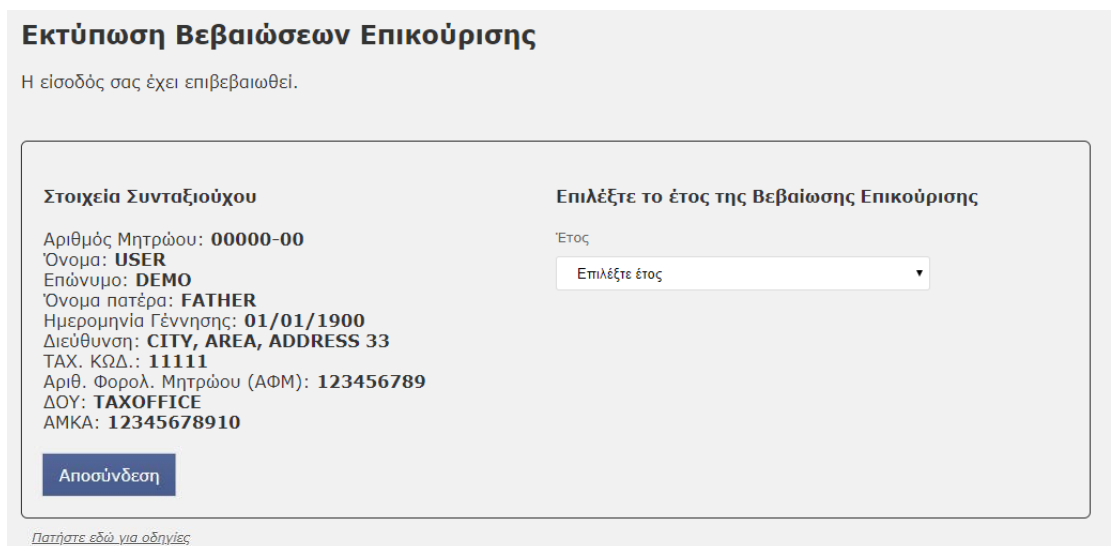 Εκτύπωση Βεβαιώσεων Επικούρισης
Η είσοδός σας έχει επιβεβαιωθεί.
Στοιχεία Συνταξιούχου
Αριθμός Μητρώου: 00000-00
Όνομα: USER
Επώνυμο: DEMO
Όνομα πατέρα: FATHER
Ημερομηνία Γέννησης: 01/01/1900
Διεύθυνση: CITY, AREA, ADDRESS 33
ΤΑΧ. ΚΩΔ.: 11111
Αριθ. Φορολ. Μητρώου (ΑΦΜ): 123456789
ΔΟΥ: TAXOFFICE
ΑΜΚΑ: 12345678910
Αποσύνδεση
Επιλέξτε το έτος της Βεβαίωσης Επικούρισης
Έτος
Επιλέξτε έτος
Πατήστε εδώ για οδηγίες